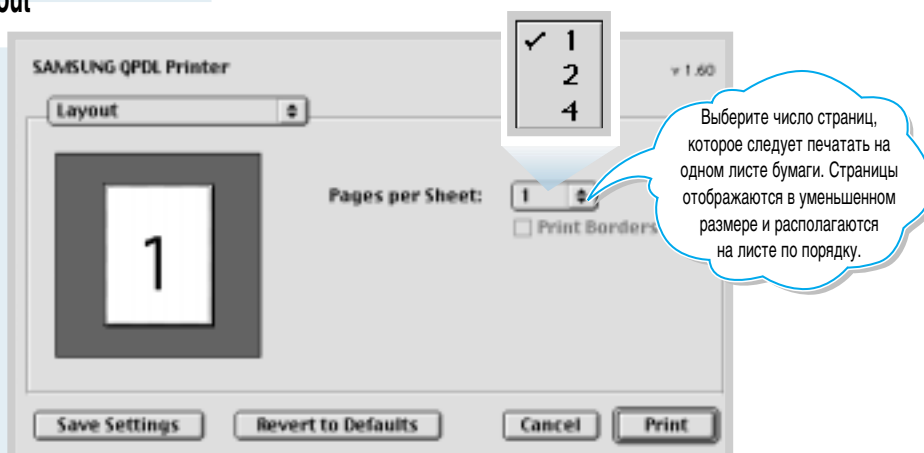 SAMSUNG QPDL Printer
v 1.60
Layout
✓ 1
2
4
Pages per Sheet:
1
Print Borders
1
Выберите число страниц,
которое следует печатать на
одном листе бумаги. Страницы
отображаются в уменьшенном
размере и располагаются
на листе по порядку.
Save Settings
Revert to Defaults
Cancel
Print